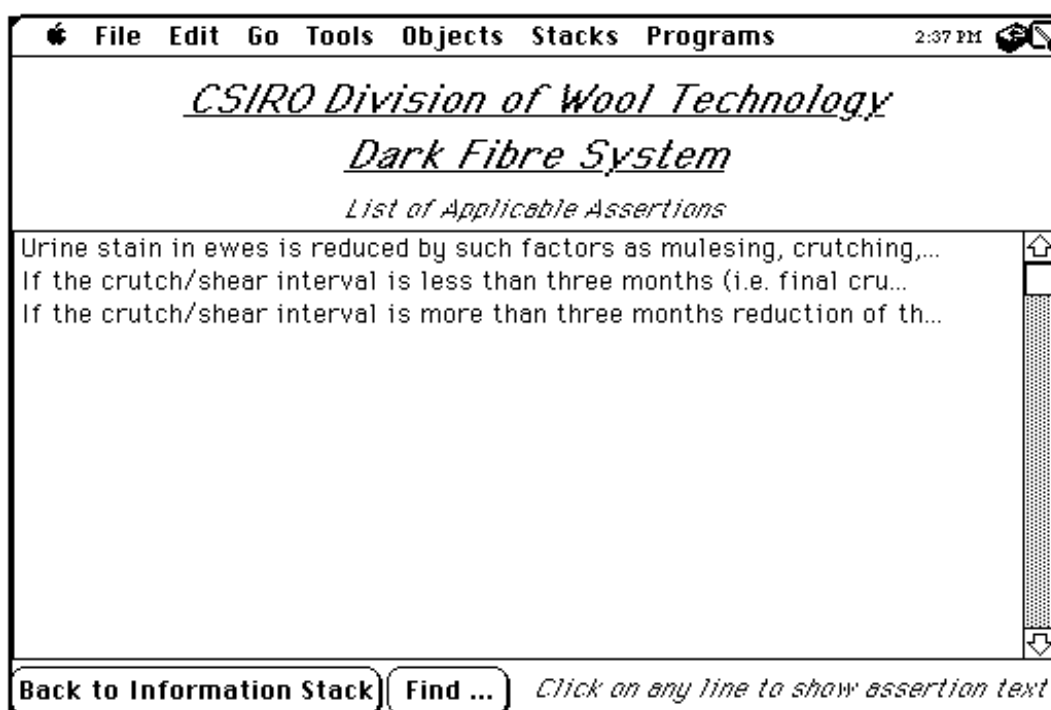 File Edit Go Tools Objects Stacks Programs 2:37 PM
CSIRO Division of Wool Technology
Dark Fibre System
List of Applicable Assertions
Urine stain in ewes is reduced by such factors as mulesing, crutching,...
If the crutch/shear interval is less than three months (i.e. final cru...
If the crutch/shear interval is more than three months reduction of th...
Back to Information Stack Find ... Click on any line to show assertion text